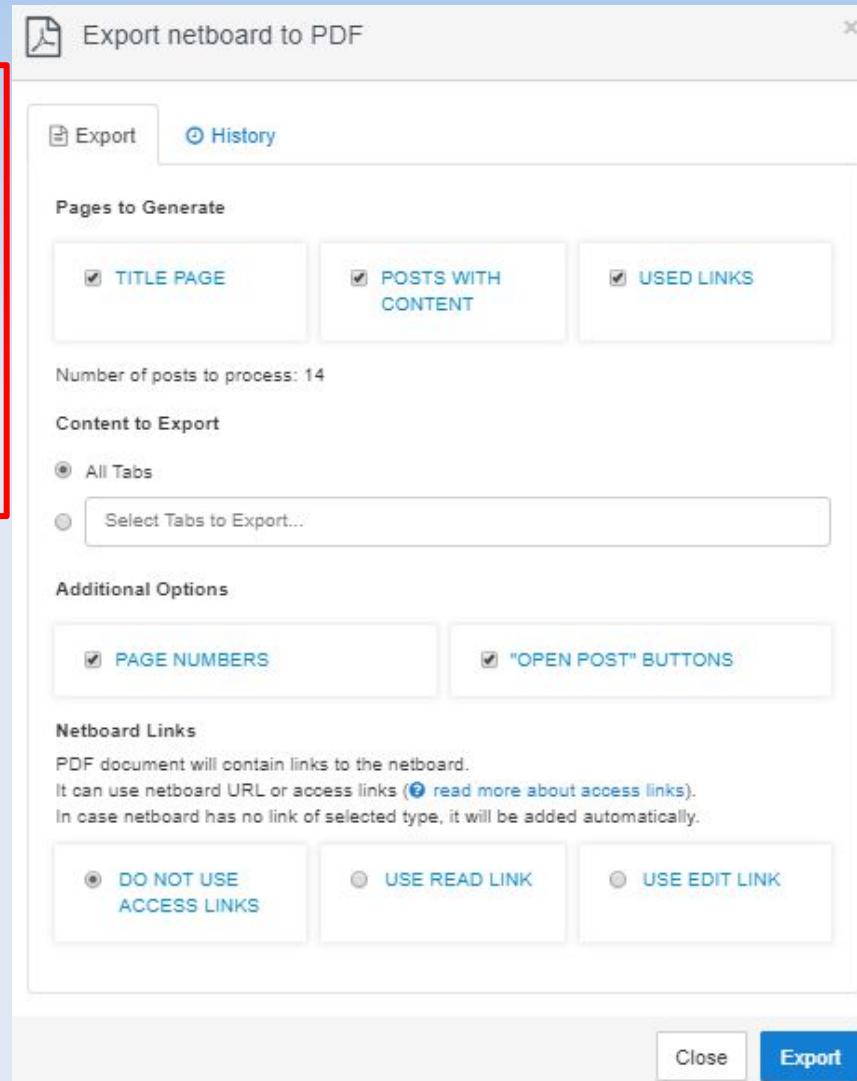 Export netboard to PDF
×
Export
History
Pages to Generate
TITLE PAGE
POSTS WITH
CONTENT
USED LINKS
Number of posts to process: 14
Content to Export
All Tabs
Select Tabs to Export...
Additional Options
PAGE NUMBERS
"OPEN POST" BUTTONS
Netboard Links
PDF document will contain links to the netboard.
It can use netboard URL or access links (? read more about access links).
In case netboard has no link of selected type, it will be added automatically.
DO NOT USE
ACCESS LINKS
USE READ LINK
USE EDIT LINK
Close
Export